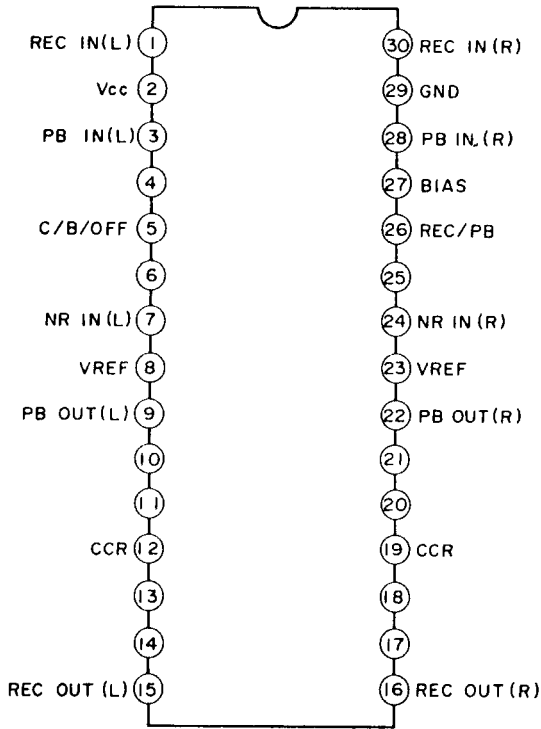 REC IN(L) 1 30 REC IN(R)
Vcc 2 29 GND
PB IN(L) 3 28 PB IN.(R)
4 27 BIAS
C/B/OFF 5 26 REC/PB
6 25
NR IN(L) 7 24 NR IN(R)
VREF 8 23 VREF
PB OUT(L) 9 22 PB OUT(R)
10 21
11 20
CCR 12 19 CCR
13 18
14 17
REC OUT(L) 15 16 REC OUT(R)